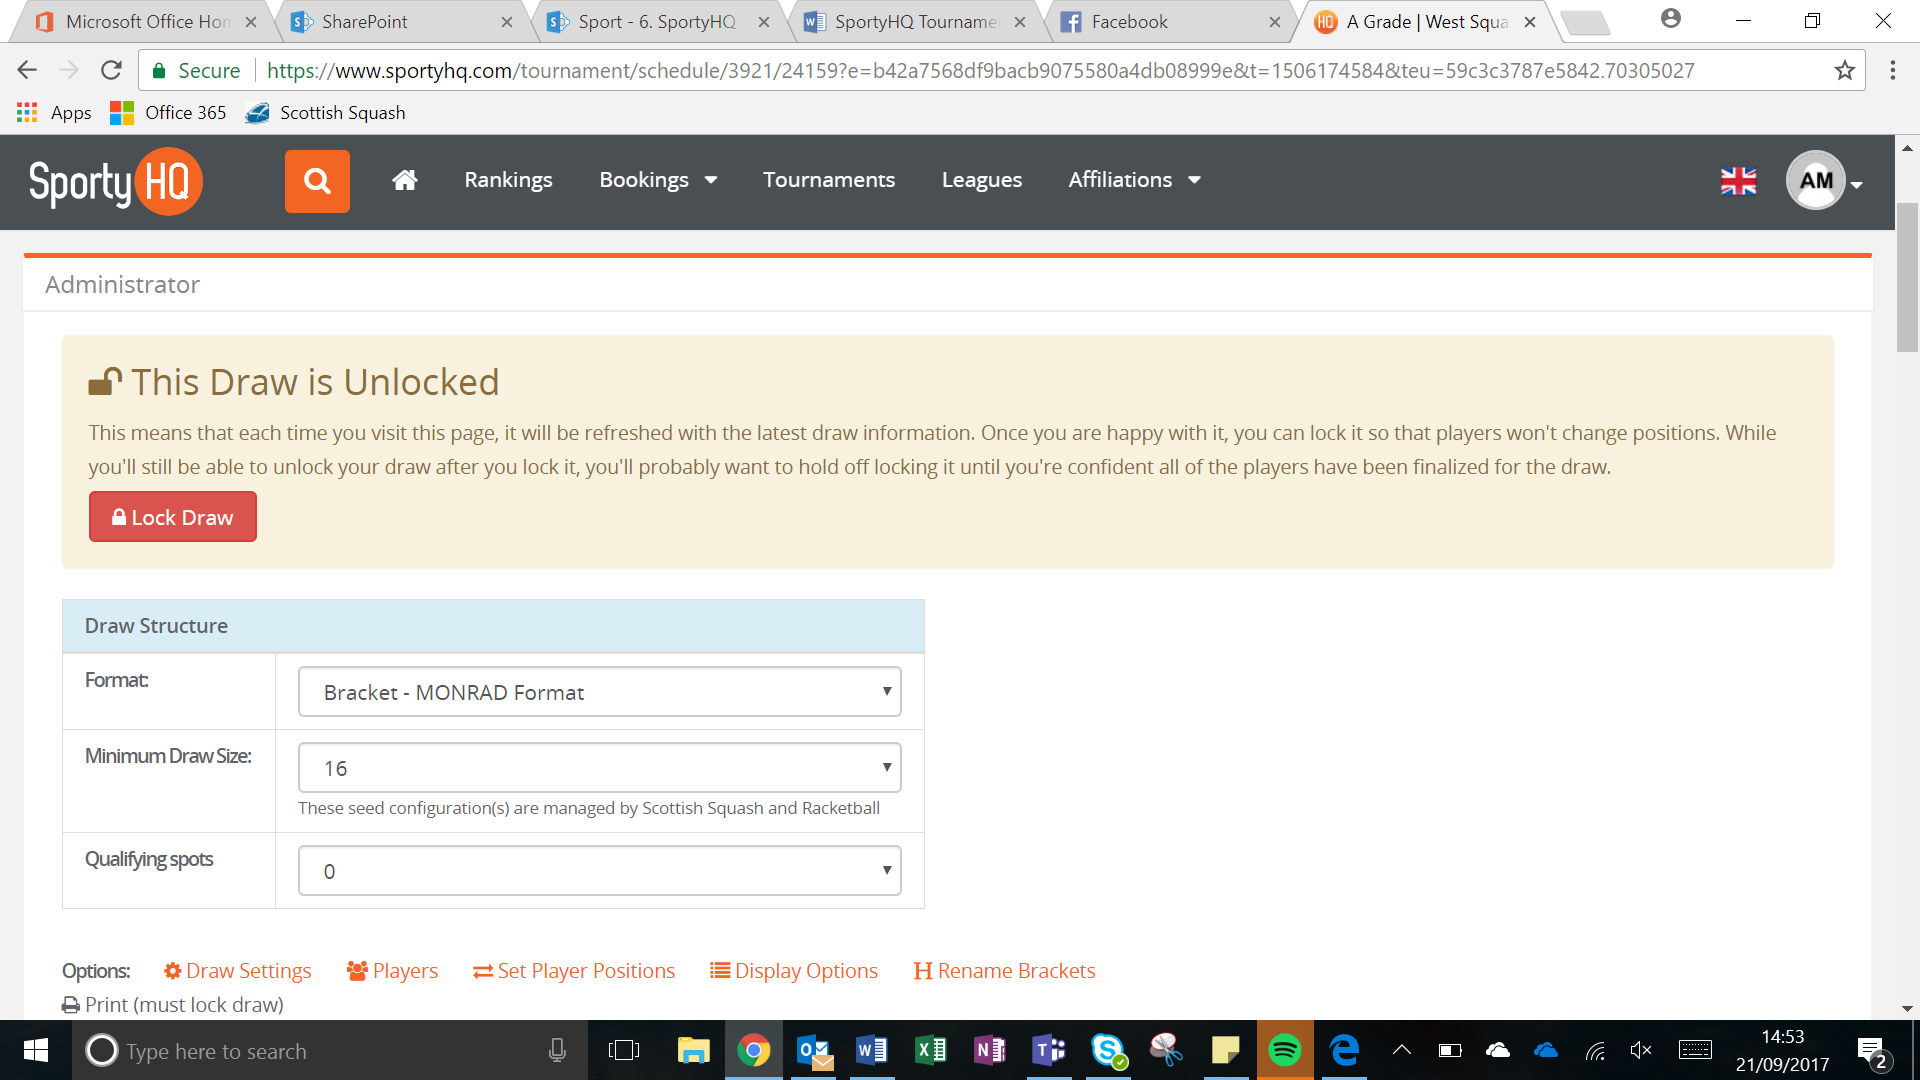 Microsoft Office Hon
SharePoint
Sport - 6. SportyHQ
SportyHQ Tournamen
Facebook
A Grade | West Squa
Secure
https://www.sportyhq.com/tournament/schedule/3921/24159?e=b42a7568df9bacb9075580a4db08999e&t=1506174584&teu=59c3c3787e5842.70305027
Apps
Office 365
Scottish Squash
Sporty HQ
Rankings
Bookings
Tournaments
Leagues
Affiliations
AM
Administrator
This Draw is Unlocked
This means that each time you visit this page, it will be refreshed with the latest draw information. Once you are happy with it, you can lock it so that players won't change positions. While
you'll still be able to unlock your draw after you lock it, you'll probably want to hold off locking it until you're confident all of the players have been finalized for the draw.
Lock Draw
Draw Structure
Format:
Bracket - MONRAD Format
Minimum Draw Size:
16
These seed configuration(s) are managed by Scottish Squash and Racketball
Qualifying spots
0
Options:
Draw Settings
Players
Set Player Positions
Display Options
Rename Brackets
Print (must lock draw)
Type here to search
14:53
21/09/2017
2